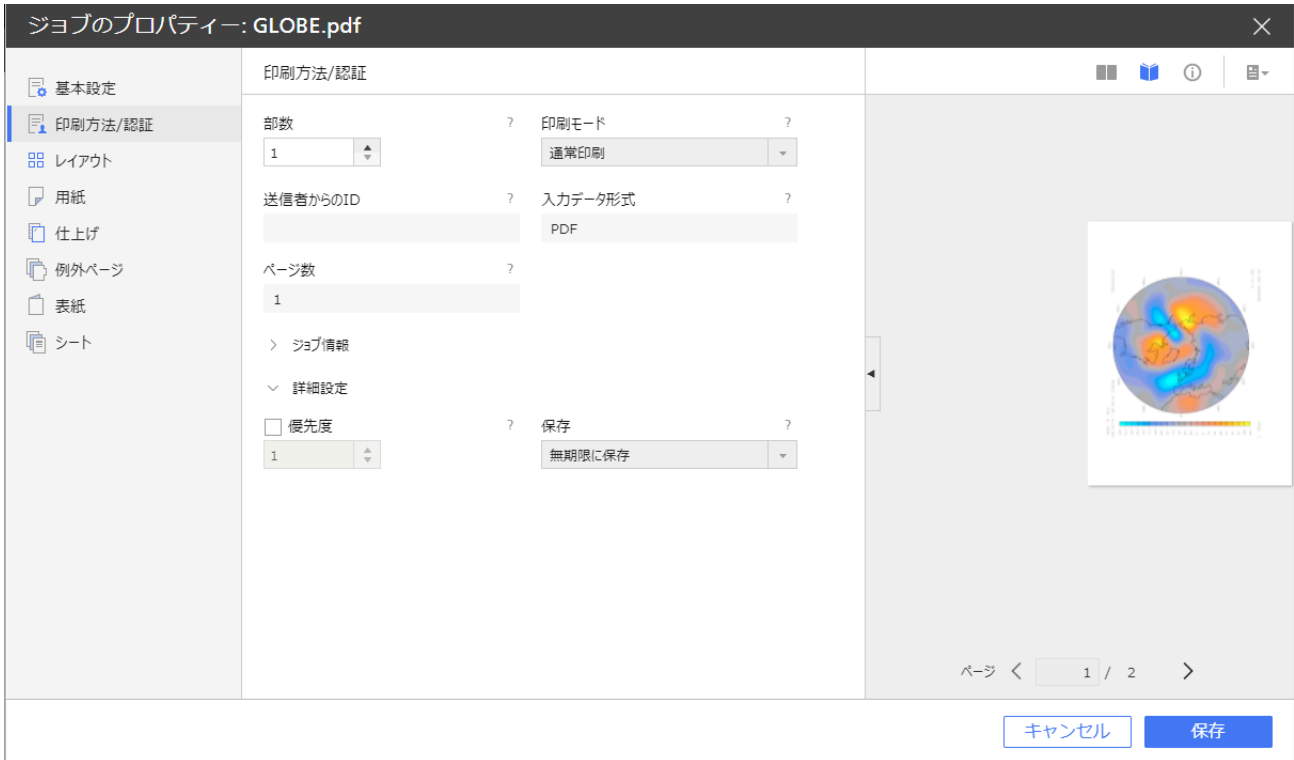 ジョブのプロパティー: GLOBE.pdf
基本設定
印刷方法/認証
レイアウト
用紙
仕上げ
例外ページ
表紙
シート
印刷方法/認証
部数 ? 印刷モード ?
1 通常印刷
送信者からのID ? 入力データ形式 ?
PDF
ページ数 ?
1
ジョブ情報
詳細設定
優先度 ? 保存 ?
1 無期限に保存
ページ 1 / 2
キャンセル 保存